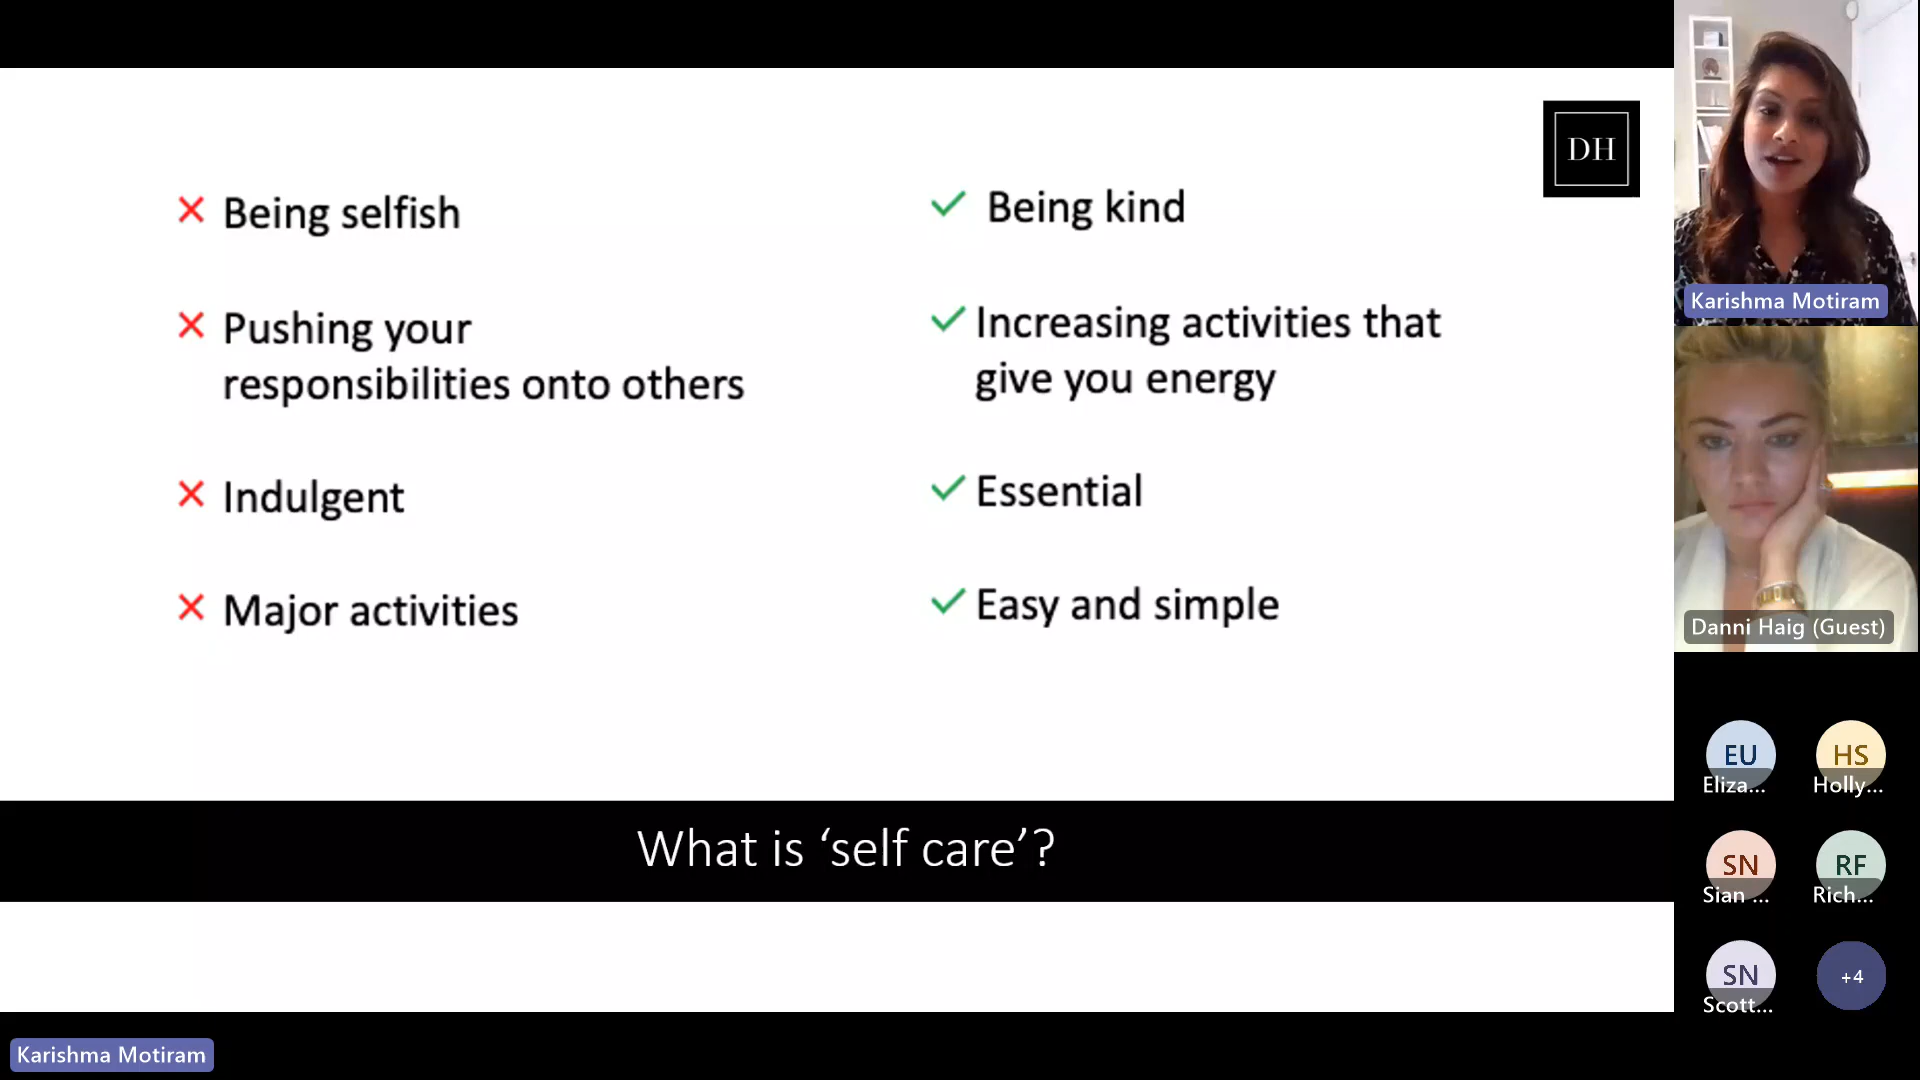 DH
Being selfish
Being kind
Pushing your
responsibilities onto others
Increasing activities that
give you energy
Indulgent
Essential
Major activities
Easy and simple
What is ‘self care’?
Karishma Motiram
Karishma Motiram
Danni Haig (Guest)
EU
Eliza...
HS
Holly...
SN
Sian ...
RF
Rich...
SN
Scott...
+4